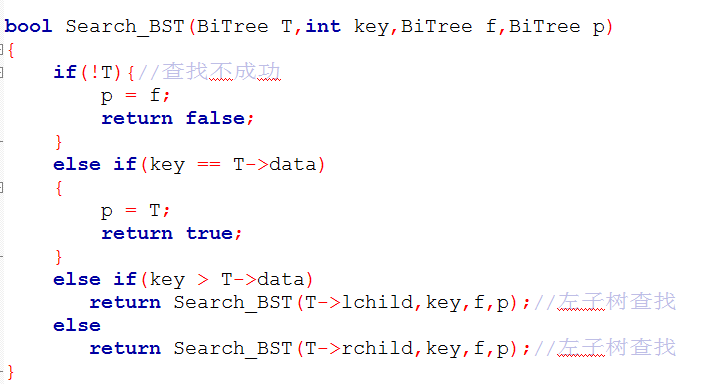 bool Search_BST(BiTree T,int key,BiTree f,BiTree p)
{
    if(!T){//查找不成功
        p = f;
        return false;
    }
    else if(key == T->data)
    {
        p = T;
        return true;
    }
    else if(key > T->data)
       return Search_BST(T->lchild,key,f,p);//左子树查找
    else
       return Search_BST(T->rchild,key,f,p);//左子树查找
}